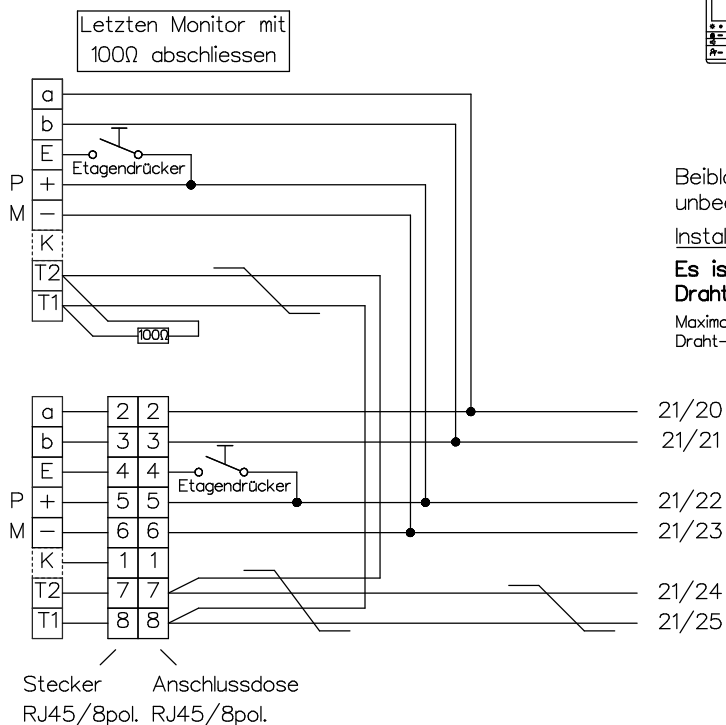 Letzten Monitor mit
100Ω abschliessen
a
b
E
Etagendrücker
P +
M −
K
T2
T1
100Ω
Beibl
unbe
Instal
Es is
Draht
Maxima
Draht-
a 2 2 21/20
b 3 3 21/21
E 4 4
Etagendrücker
P + 5 5 21/22
M − 6 6 21/23
K 1 1
T2 7 7 21/24
T1 8 8 21/25
Stecker Anschlussdose
RJ45/8pol. RJ45/8pol.